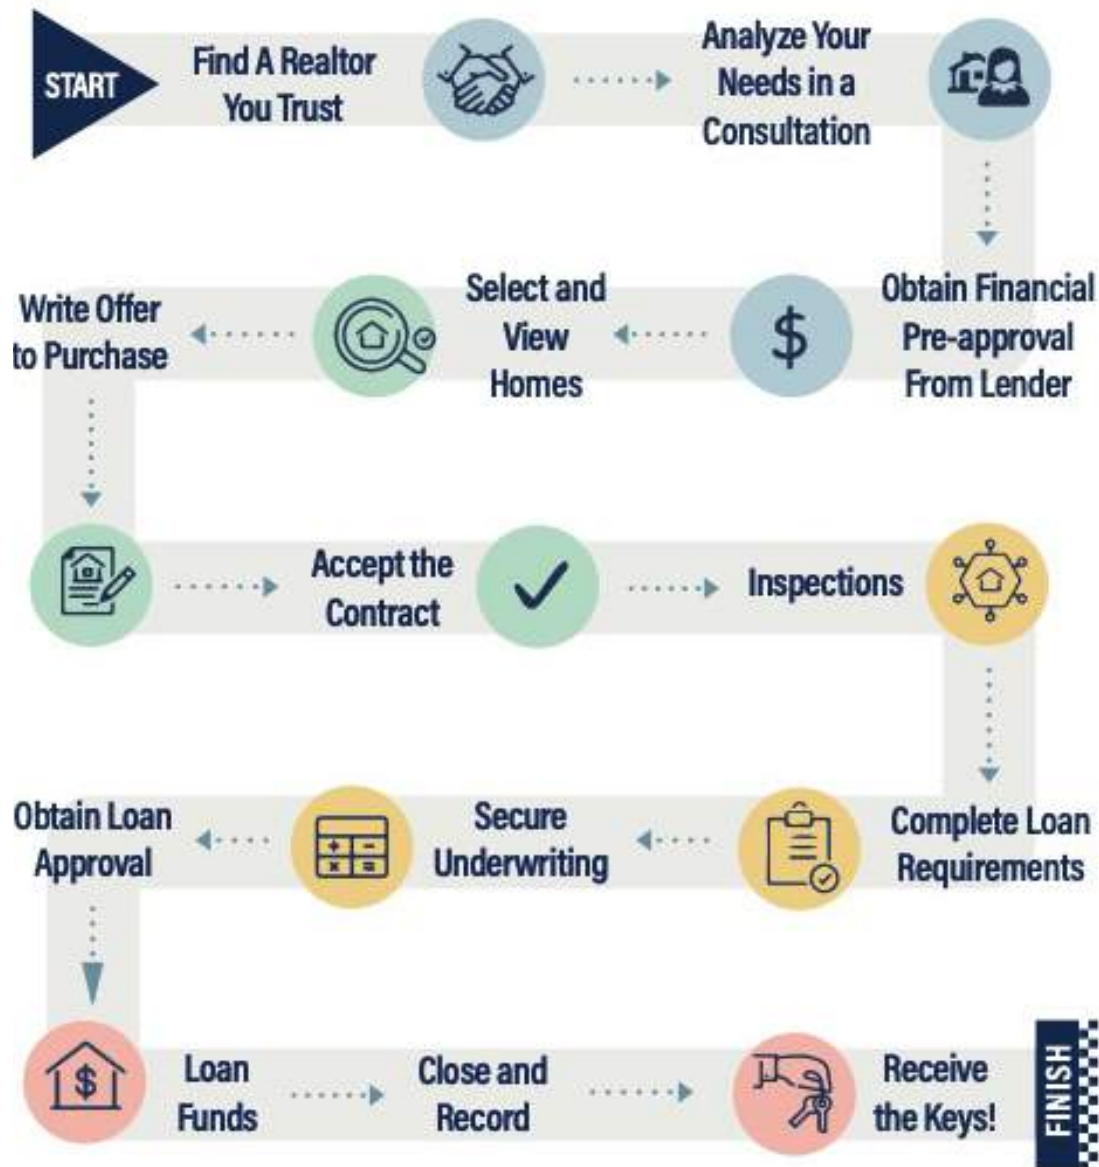 START
Find A Realtor
You Trust
Analyze Your
Needs in a
Consultation
Obtain Financial
Pre-approval
From Lender
$
Select and
View
Homes
Write Offer
to Purchase
Accept the
Contract
Inspections
Complete Loan
Requirements
Secure
Underwriting
+ -
x =
Obtain Loan
Approval
$
Loan
Funds
Close and
Record
Receive
the Keys!
FINISH